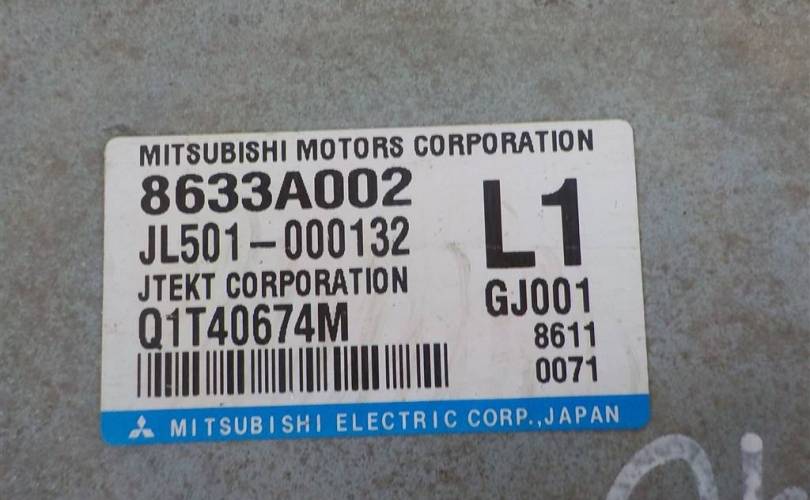 MITSUBISHI MOTORS CORPORATION
8633A002
JL501-000132
L1
JTEKT CORPORATION
Q1T40674M
GJ001
8611
0071
MITSUBISHI ELECTRIC CORP.,JAPAN